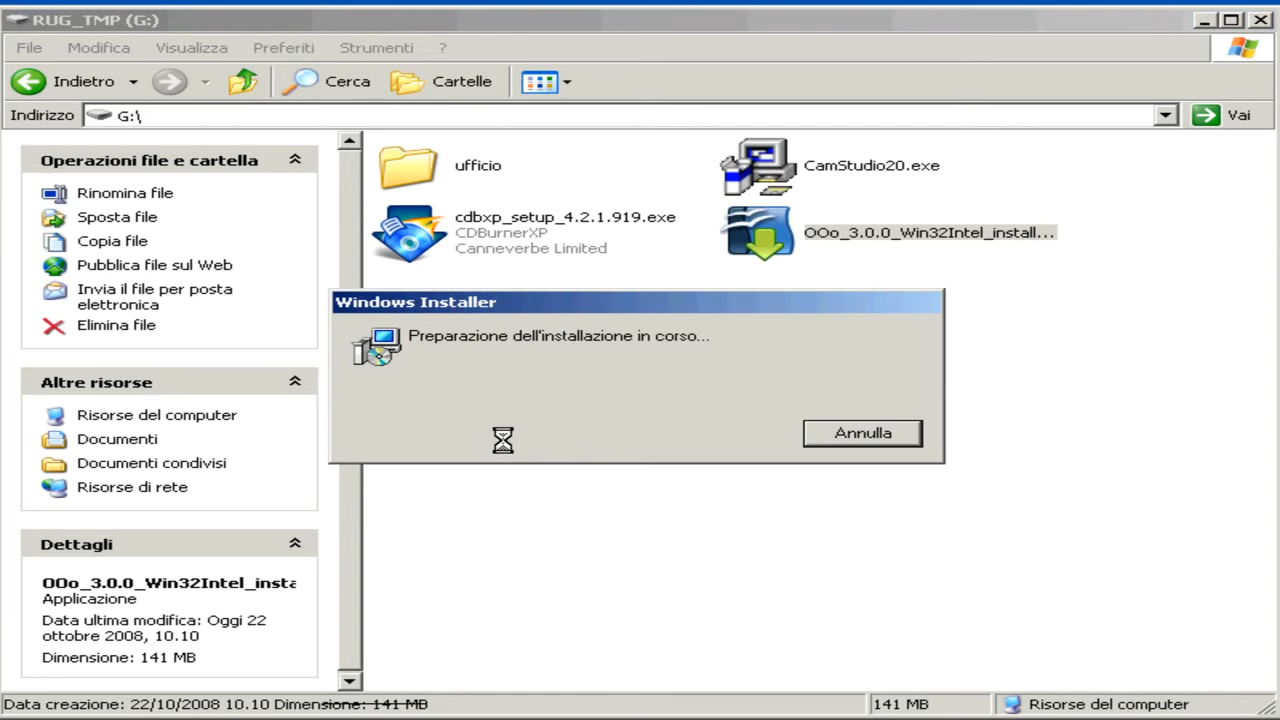 RUG_TMP (G:)
File Modifica Visualizza Preferiti Strumenti ?
Indietro Cerca Cartelle
Indirizzo G:\ Vai
Operazioni file e cartella
Rinomina file
Sposta file
Copia file
Pubblica file sul Web
Invia il file per posta
elettronica
Elimina file
Altre risorse
Risorse del computer
Documenti
Documenti condivisi
Risorse di rete
Dettagli
OOo_3.0.0_Win32Intel_insta
Applicazione
Data ultima modifica: Oggi 22
ottobre 2008, 10.10
Dimensione: 141 MB
ufficio
CamStudio20.exe
cdbxp_setup_4.2.1.919.exe
CDBurnerXP
Canneverbe Limited
OOo_3.0.0_Win32Intel_install...
Windows Installer
Preparazione dell'installazione in corso...
Annulla
Data creazione: 22/10/2008 10.10 Dimensione: 141 MB
141 MB
Risorse del computer